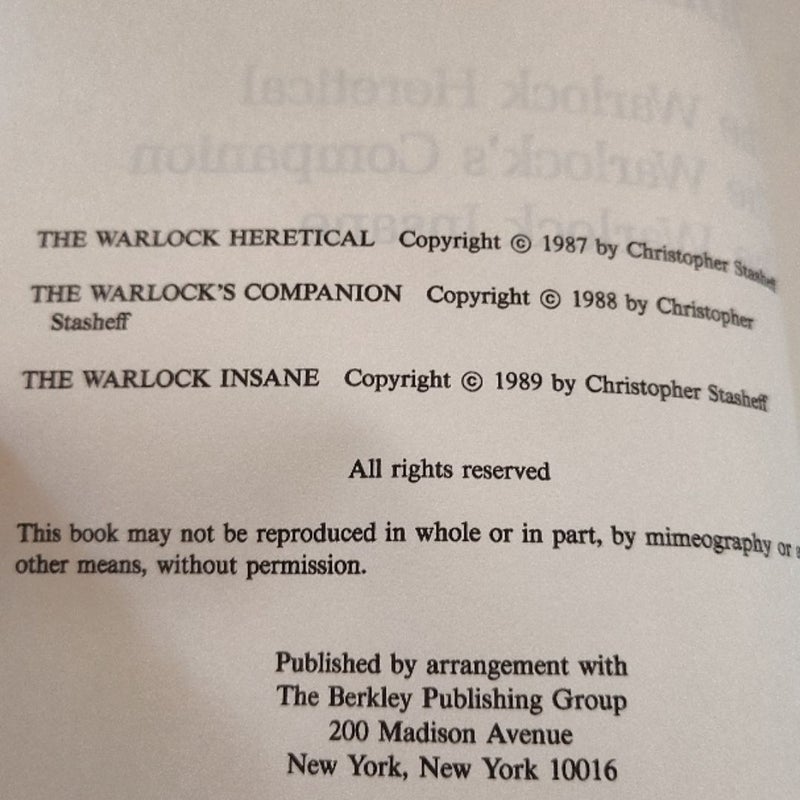 THE WARLOCK HERETICAL Copyright © 1987 by Christopher Stasheff
THE WARLOCK'S COMPANION Copyright © 1988 by Christopher
Stasheff
THE WARLOCK INSANE Copyright © 1989 by Christopher Stasheff
All rights reserved
This book may not be reproduced in whole or in part, by mimeography or
other means, without permission.
Published by arrangement with
The Berkley Publishing Group
200 Madison Avenue
New York, New York 10016